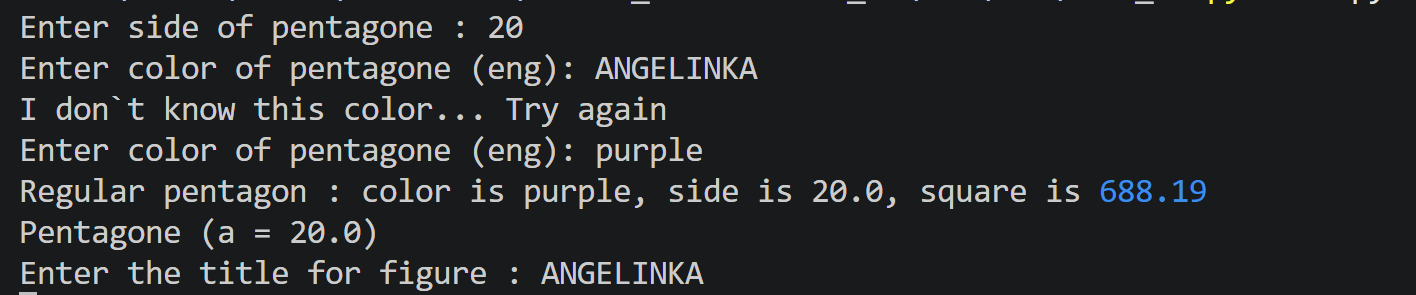 Enter side of pentagone : 20
Enter color of pentagone (eng): ANGELINKA
I don`t know this color... Try again
Enter color of pentagone (eng): purple
Regular pentagon : color is purple, side is 20.0, square is 688.19
Pentagone (a = 20.0)
Enter the title for figure : ANGELINKA